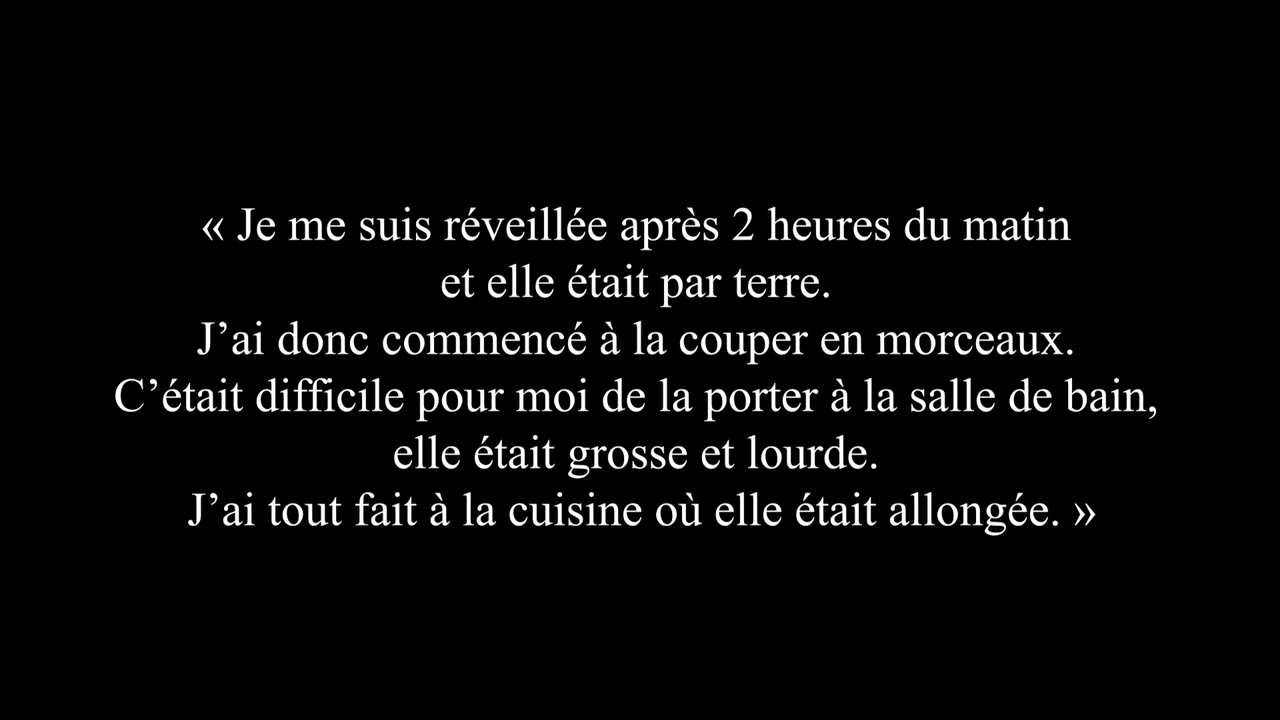 « Je me suis réveillée après 2 heures du matin
et elle était par terre.
J’ai donc commencé à la couper en morceaux.
C’était difficile pour moi de la porter à la salle de bain,
elle était grosse et lourde.
J’ai tout fait à la cuisine où elle était allongée. »